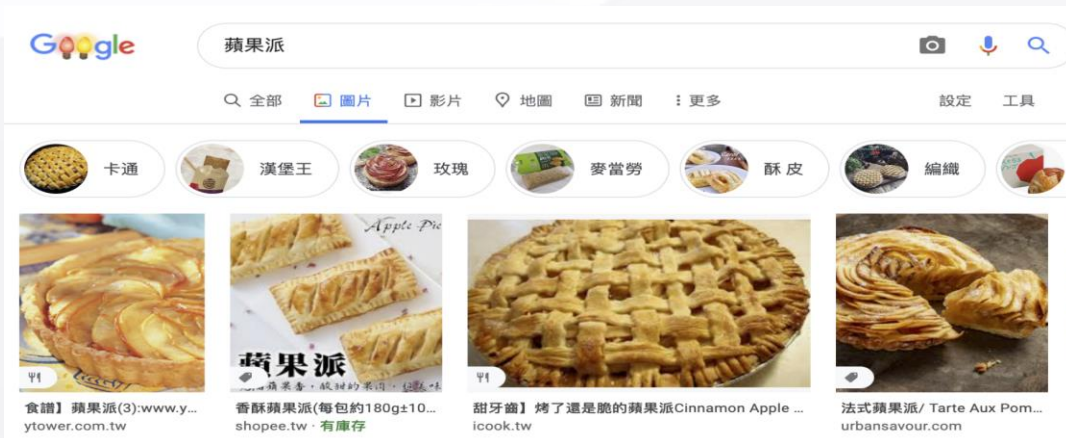 Google
蘋果派
全部 圖片 影片 地圖 新聞 更多 設定 工具
卡通 漢堡王 玫瑰 麥當勞 酥 皮 編織
Apple Pie
蘋果派
食譜】蘋果派(3):www.y...
ytower.com.tw
香酥蘋果派(每包約180g±10...
shopee.tw · 有庫存
甜牙齒】烤了還是脆的蘋果派Cinnamon Apple ...
icook.tw
法式蘋果派/ Tarte Aux Pom...
urbansavour.com